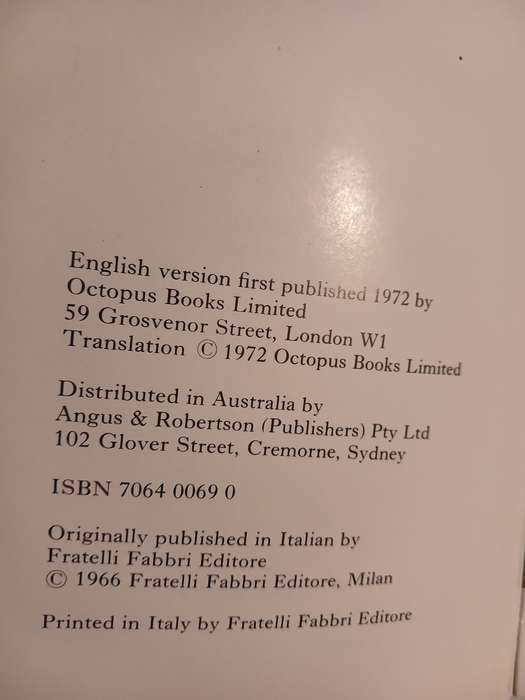 English version first published 1972 by
Octopus Books Limited
59 Grosvenor Street, London W1
Translation © 1972 Octopus Books Limited
Distributed in Australia by
Angus & Robertson (Publishers) Pty Ltd
102 Glover Street, Cremorne, Sydney
ISBN 7064 0069 0
Originally published in Italian by
Fratelli Fabbri Editore
© 1966 Fratelli Fabbri Editore, Milan
Printed in Italy by Fratelli Fabbri Editore